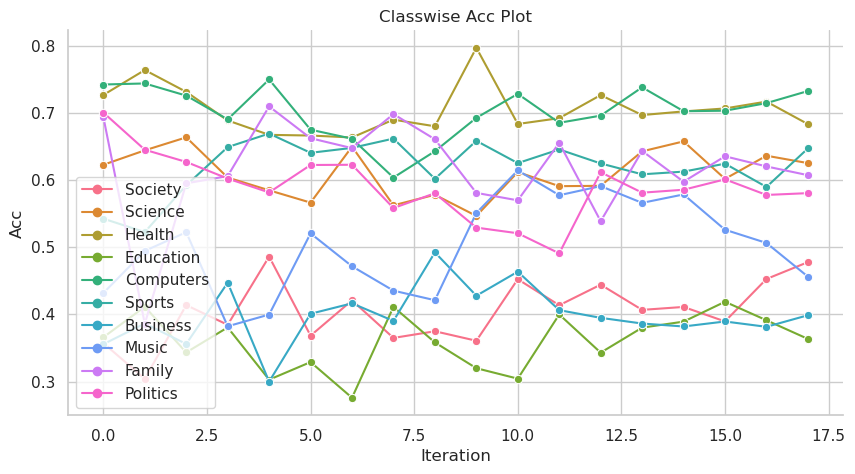 Classwise Acc Plot
0.8
0.7
0.6
0.5
0.4
0.3
Acc
Society
Science
Health
Education
Computers
Sports
Business
Music
Family
Politics
0.0 2.5 5.0 7.5 10.0 12.5 15.0 17.5
Iteration